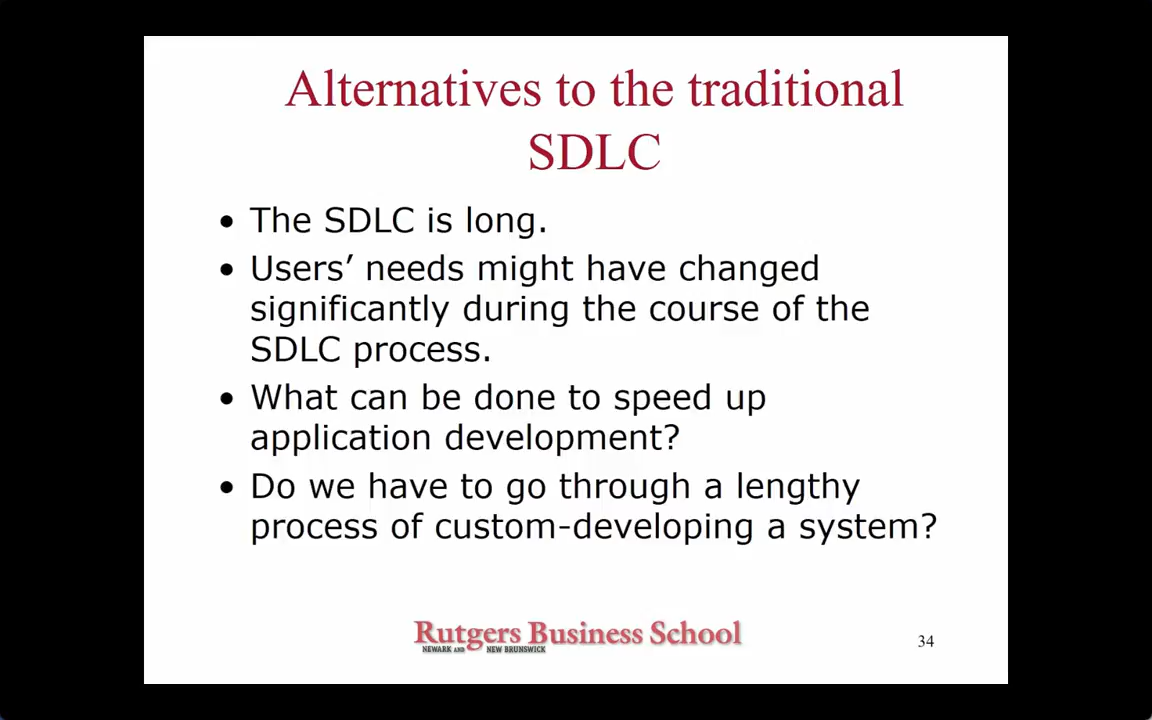 Alternatives to the traditional
SDLC
• The SDLC is long.
• Users’ needs might have changed
significantly during the course of the
SDLC process.
• What can be done to speed up
application development?
• Do we have to go through a lengthy
process of custom-developing a system?
Rutgers Business School
NEWARK AND NEW BRUNSWICK
34